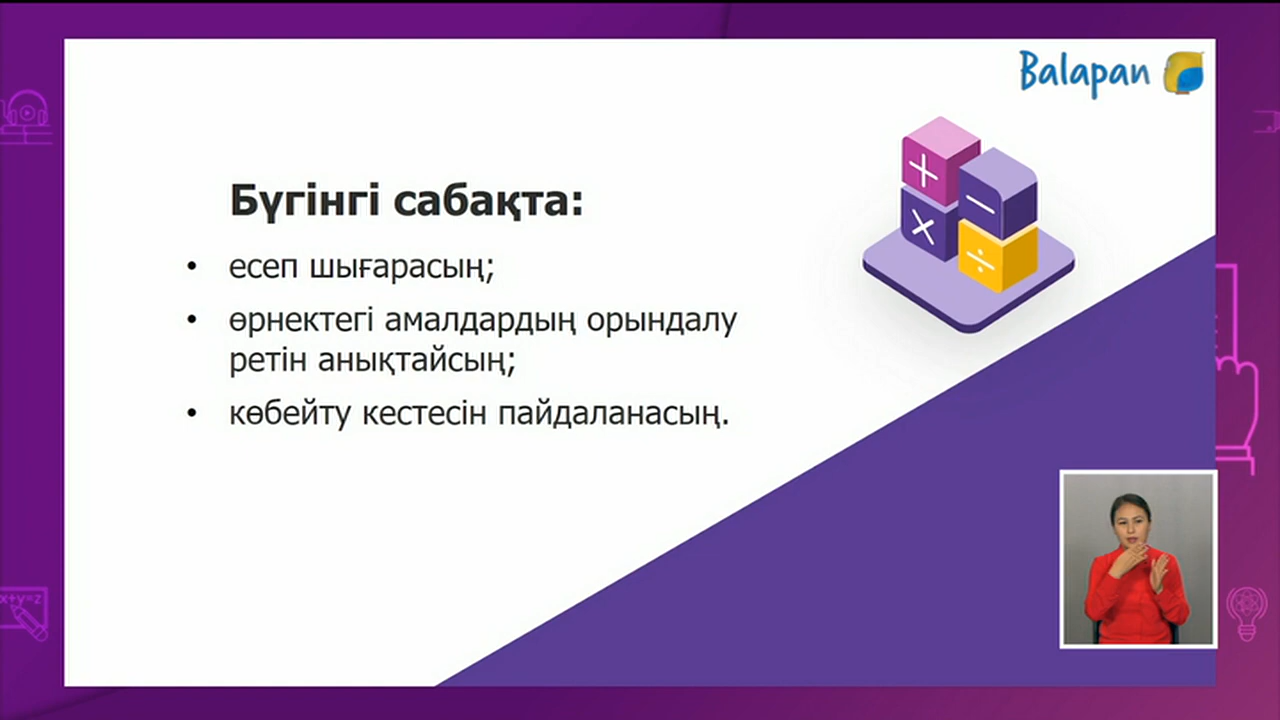 Balapan
Бүгінгі сабақта:
• есеп шығарасың;
• өрнектегі амалдардың орындалу
ретін анықтайсың;
• көбейту кестесін пайдаланасың.
x+y=z